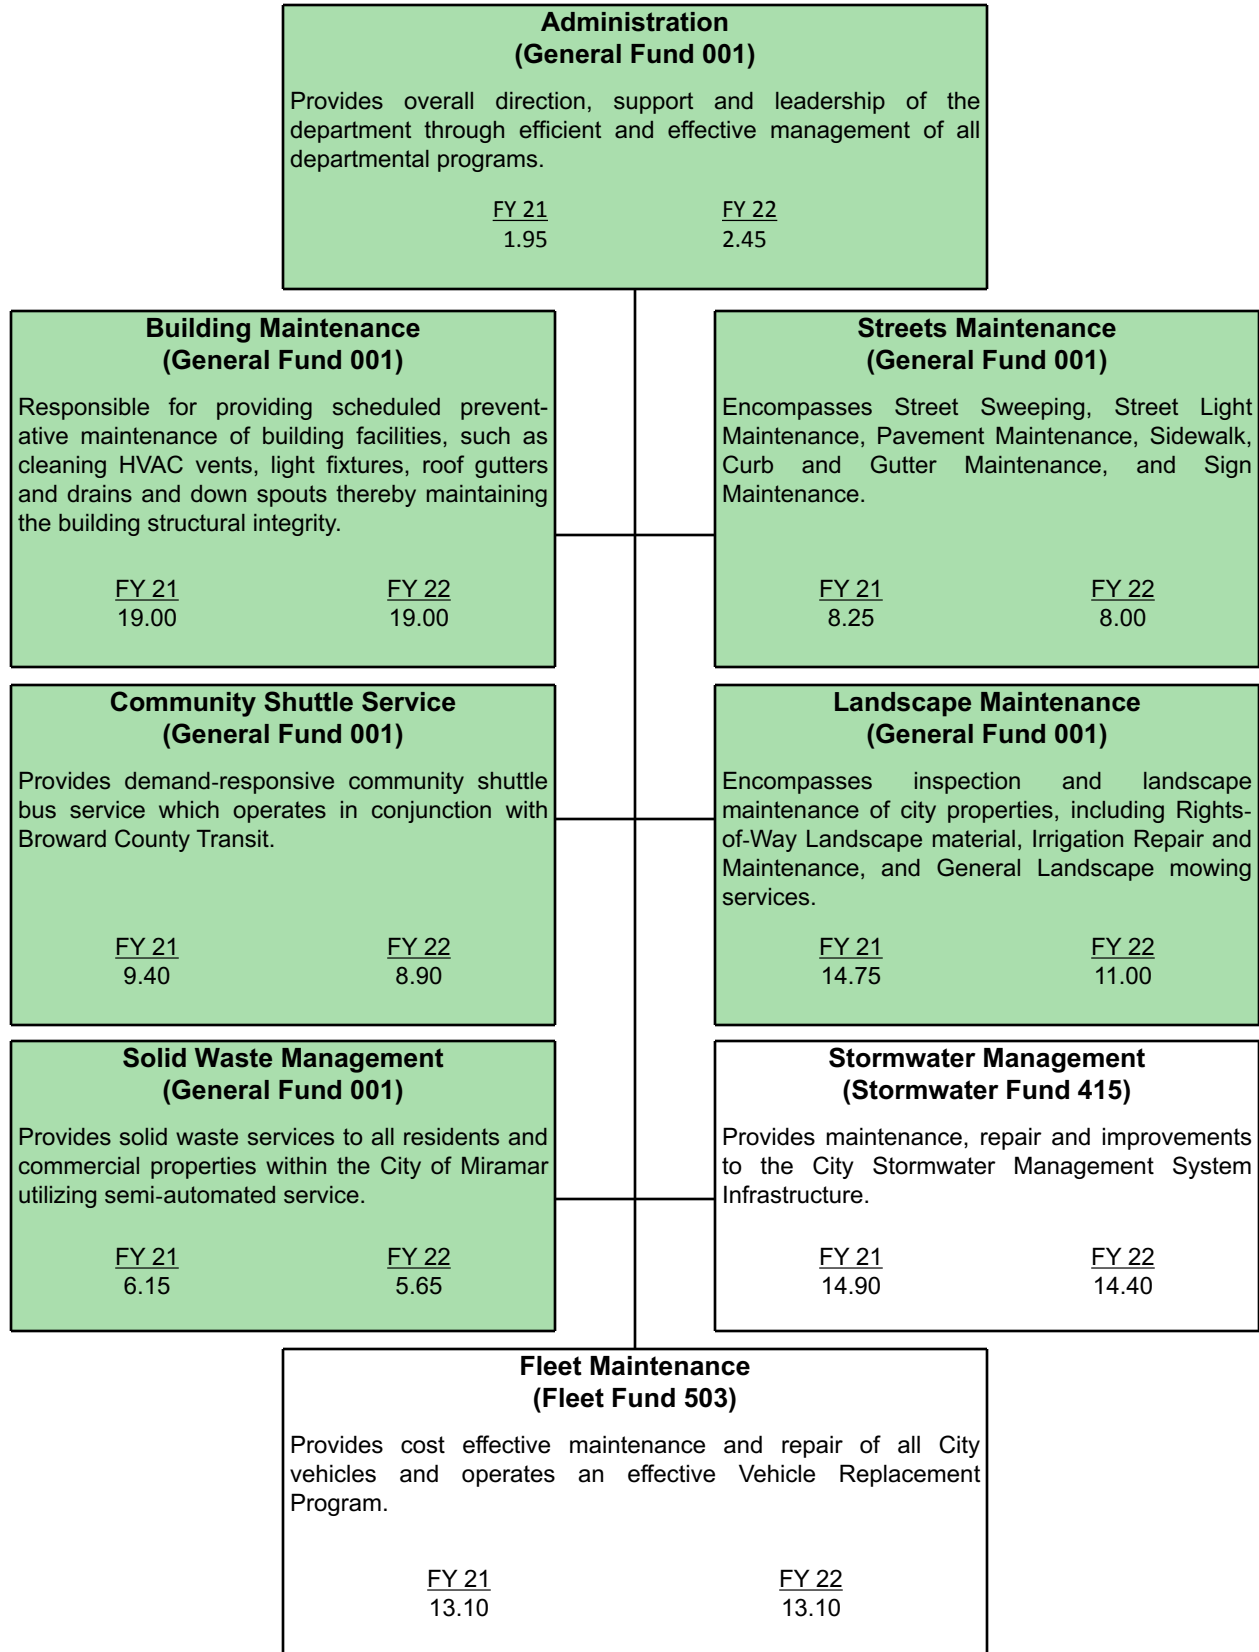 Administration
(General Fund 001)
Provides overall direction, support and leadership of the
department through efficient and effective management of all
departmental programs.
FY 21 FY 22
1.95 2.45
Building Maintenance
(General Fund 001)
Responsible for providing scheduled prevent-
ative maintenance of building facilities, such as
cleaning HVAC vents, light fixtures, roof gutters
and drains and down spouts thereby maintaining
the building structural integrity.
FY 21 FY 22
19.00 19.00
Streets Maintenance
(General Fund 001)
Encompasses Street Sweeping, Street Light
Maintenance, Pavement Maintenance, Sidewalk,
Curb and Gutter Maintenance, and Sign
Maintenance.
FY 21 FY 22
8.25 8.00
Community Shuttle Service
(General Fund 001)
Provides demand-responsive community shuttle
bus service which operates in conjunction with
Broward County Transit.
FY 21 FY 22
9.40 8.90
Landscape Maintenance
(General Fund 001)
Encompasses inspection and landscape
maintenance of city properties, including Rights-
of-Way Landscape material, Irrigation Repair and
Maintenance, and General Landscape mowing
services.
FY 21 FY 22
14.75 11.00
Solid Waste Management
(General Fund 001)
Provides solid waste services to all residents and
commercial properties within the City of Miramar
utilizing semi-automated service.
FY 21 FY 22
6.15 5.65
Stormwater Management
(Stormwater Fund 415)
Provides maintenance, repair and improvements
to the City Stormwater Management System
Infrastructure.
FY 21 FY 22
14.90 14.40
Fleet Maintenance
(Fleet Fund 503)
Provides cost effective maintenance and repair of all City
vehicles and operates an effective Vehicle Replacement
Program.
FY 21 FY 22
13.10 13.10